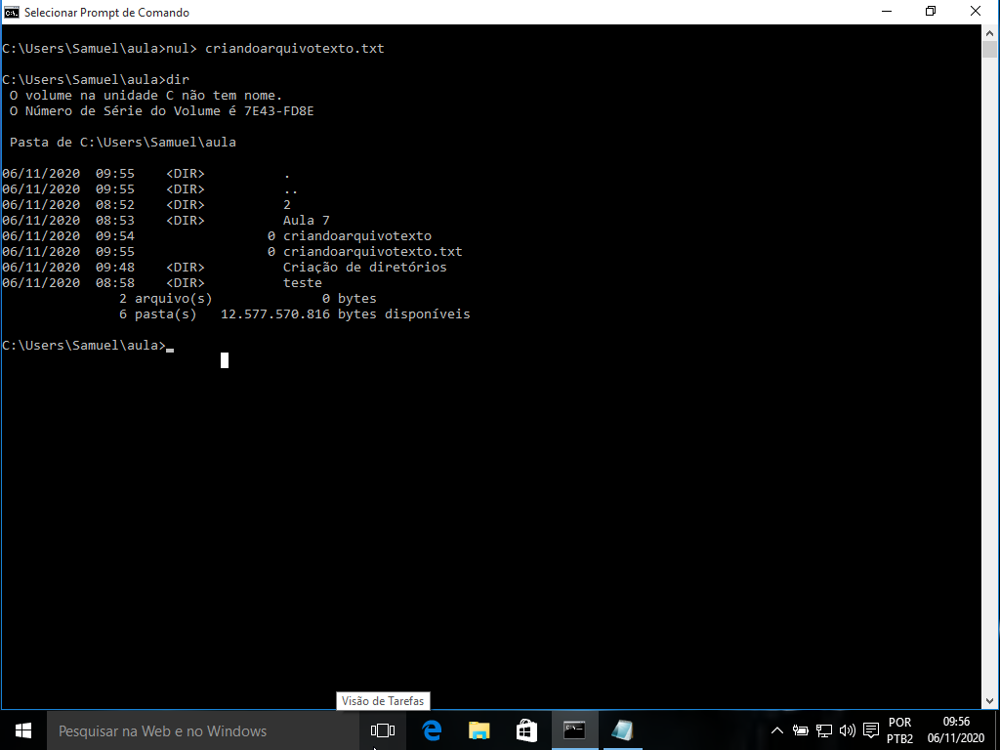 Selecionar Prompt de Comando
C:\Users\Samuel\aula>nul> criandoarquivotexto.txt
C:\Users\Samuel\aula>dir
 O volume na unidade C não tem nome.
 O Número de Série do Volume é 7E43-FD8E
 Pasta de C:\Users\Samuel\aula
06/11/2020  09:55    <DIR>          .
06/11/2020  09:55    <DIR>          ..
06/11/2020  08:52    <DIR>          2
06/11/2020  08:53    <DIR>          Aula 7
06/11/2020  09:54                 0 criandoarquivotexto
06/11/2020  09:55                 0 criandoarquivotexto.txt
06/11/2020  09:48    <DIR>          Criação de diretórios
06/11/2020  08:58    <DIR>          teste
               2 arquivo(s)              0 bytes
               6 pasta(s)   12.577.570.816 bytes disponíveis
C:\Users\Samuel\aula>
Visão de Tarefas
Pesquisar na Web e no Windows
POR
PTB2
09:56
06/11/2020